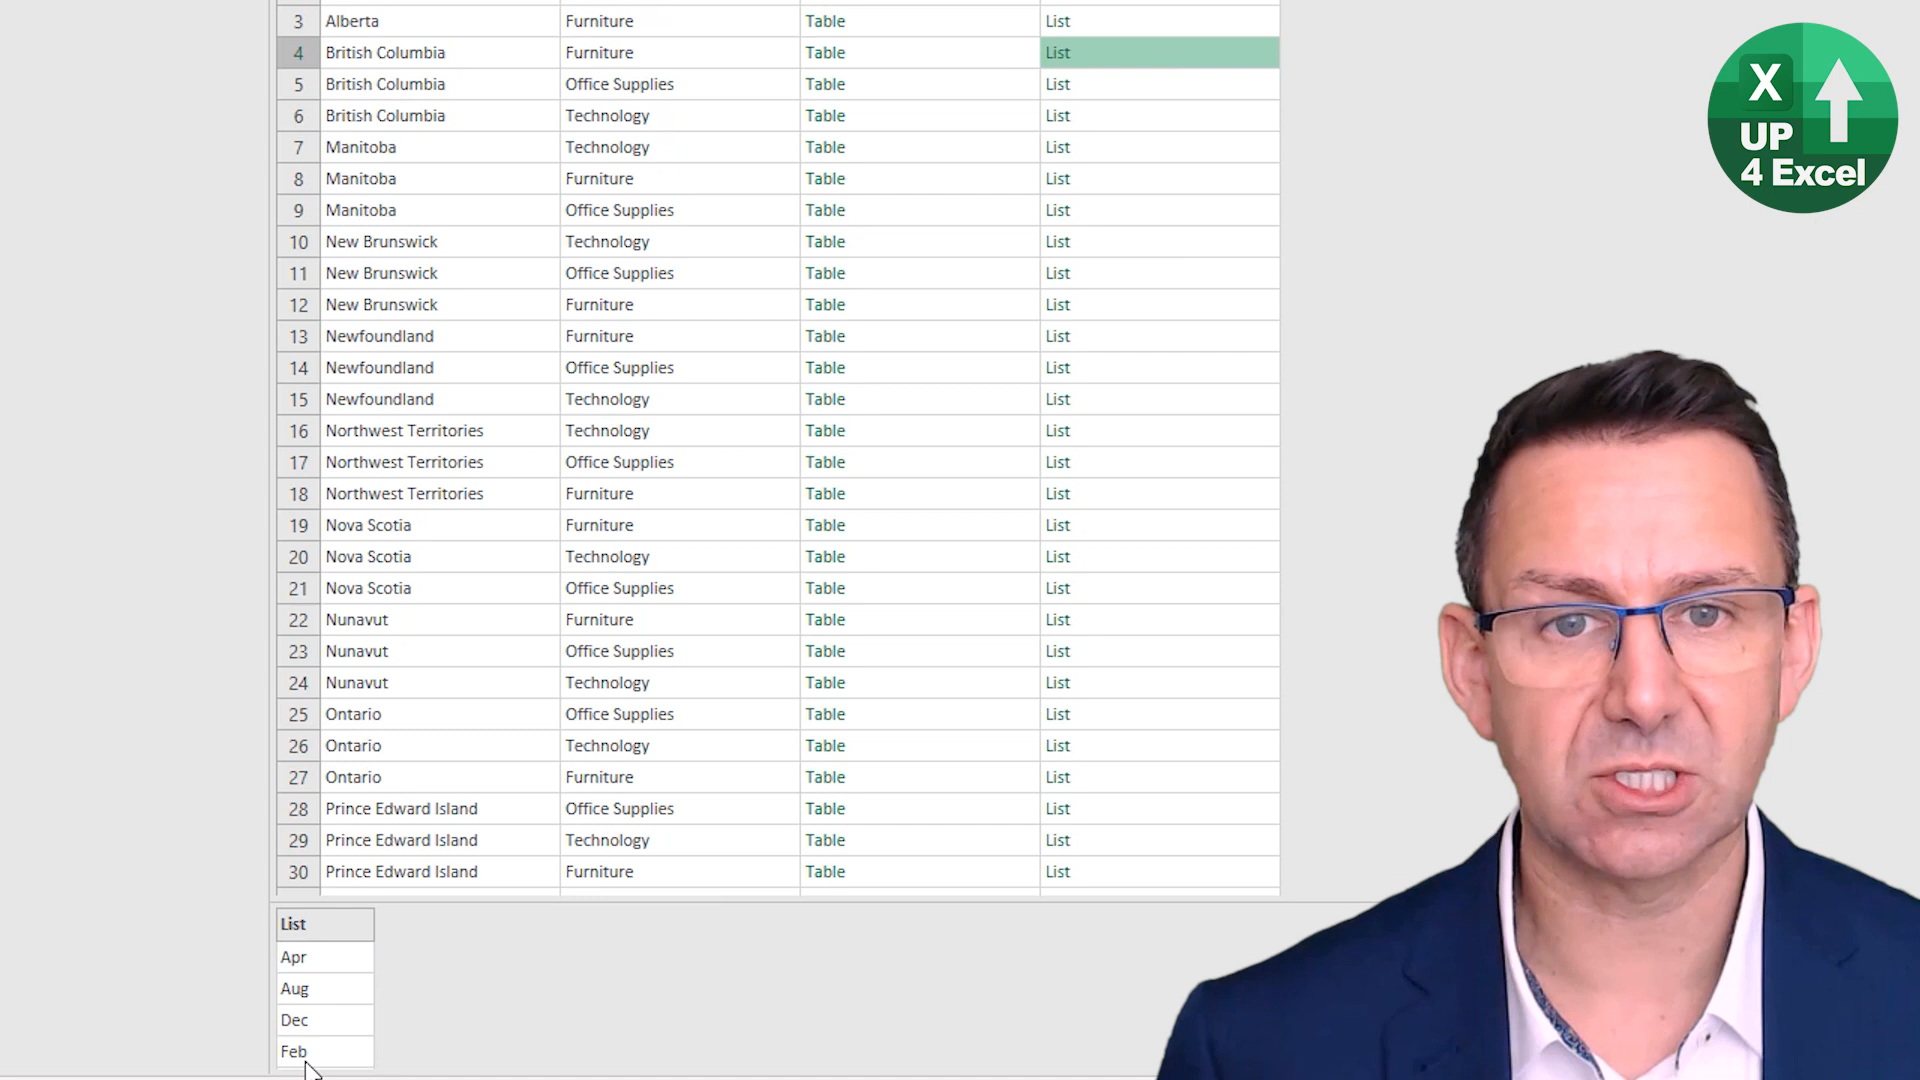 3 Alberta Furniture Table List
4 British Columbia Furniture Table List
5 British Columbia Office Supplies Table List
6 British Columbia Technology Table List
7 Manitoba Technology Table List
8 Manitoba Furniture Table List
9 Manitoba Office Supplies Table List
10 New Brunswick Technology Table List
11 New Brunswick Office Supplies Table List
12 New Brunswick Furniture Table List
13 Newfoundland Furniture Table List
14 Newfoundland Office Supplies Table List
15 Newfoundland Technology Table List
16 Northwest Territories Technology Table List
17 Northwest Territories Office Supplies Table List
18 Northwest Territories Furniture Table List
19 Nova Scotia Furniture Table List
20 Nova Scotia Technology Table List
21 Nova Scotia Office Supplies Table List
22 Nunavut Furniture Table List
23 Nunavut Office Supplies Table List
24 Nunavut Technology Table List
25 Ontario Office Supplies Table List
26 Ontario Technology Table List
27 Ontario Furniture Table List
28 Prince Edward Island Office Supplies Table List
29 Prince Edward Island Technology Table List
30 Prince Edward Island Furniture Table List
List
Apr
Aug
Dec
Feb
X
UP
4 Excel